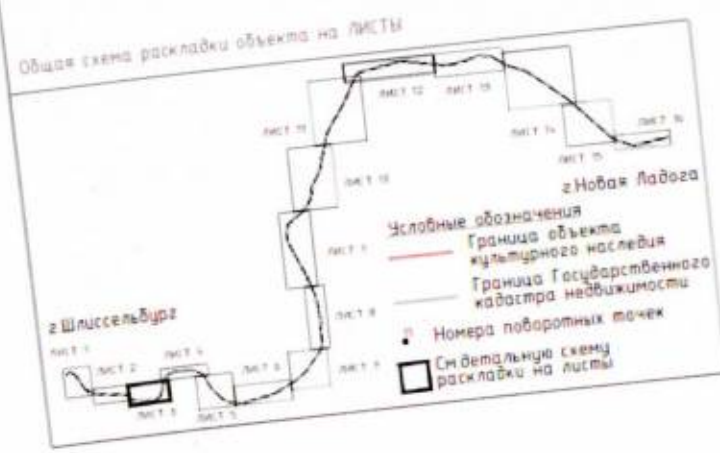 Общая схема раскладки объекта на ЛИСТЫ
ЛИСТ 12
ЛИСТ 13
ЛИСТ 11
ЛИСТ 14
ЛИСТ 16
ЛИСТ 15
ЛИСТ 10
г.Новая Ладога
Условные обозначения
Граница объекта
культурного наследия
ЛИСТ 9
Граница Государственного
кадастра недвижимости
ЛИСТ 8
Номера поворотных точек
г.Шлиссельбург
См.детальную схему
раскладки на листы
ЛИСТ 1
ЛИСТ 2
ЛИСТ 4
ЛИСТ 6
ЛИСТ 3
ЛИСТ 5